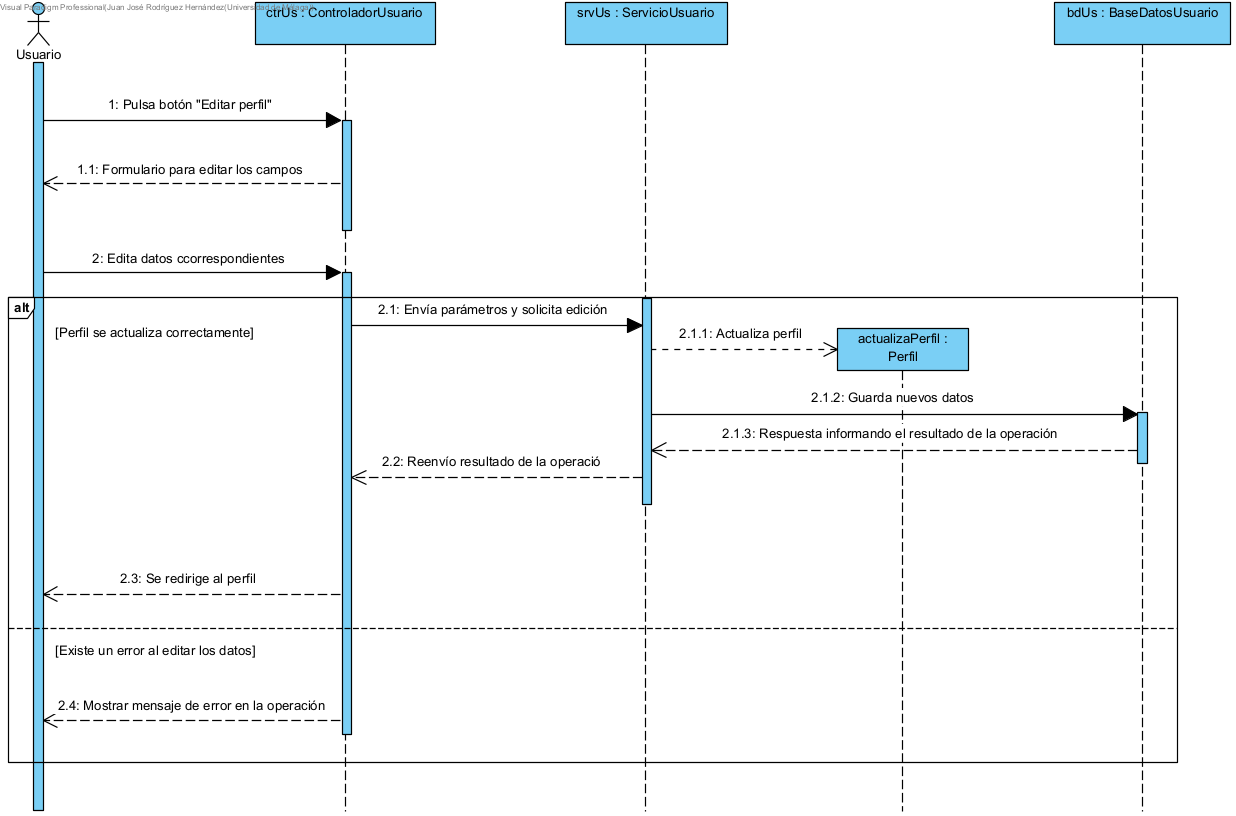 Visual Paradigm Professional(Juan José Rodríguez Hernández(Universidad de Málaga))
ctrUs : ControladorUsuario
srvUs : ServicioUsuario
bdUs : BaseDatosUsuario
Usuario
1: Pulsa botón "Editar perfil"
1.1: Formulario para editar los campos
2: Edita datos ccorrespondientes
alt
2.1: Envía parámetros y solicita edición
[Perfil se actualiza correctamente]
2.1.1: Actualiza perfil
actualizaPerfil :
Perfil
2.1.2: Guarda nuevos datos
2.1.3: Respuesta informando el resultado de la operación
2.2: Reenvío resultado de la operació
2.3: Se redirige al perfil
[Existe un error al editar los datos]
2.4: Mostrar mensaje de error en la operación